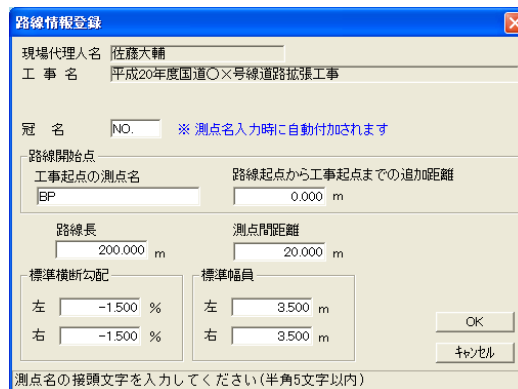 路線情報登録
現場代理人名 佐藤大輔
工 事 名 平成20年度国道○×号線道路拡張工事
冠 名 NO. ※ 測点名入力時に自動付加されます
路線開始点
工事起点の測点名 路線起点から工事起点までの追加距離
BP 0.000 m
路線長 測点間距離
200.000 m 20.000 m
標準横断勾配 標準幅員
左 -1.500 % 左 3.500 m
右 -1.500 % 右 3.500 m
OK
キャンセル
測点名の接頭文字を入力してください(半角5文字以内)